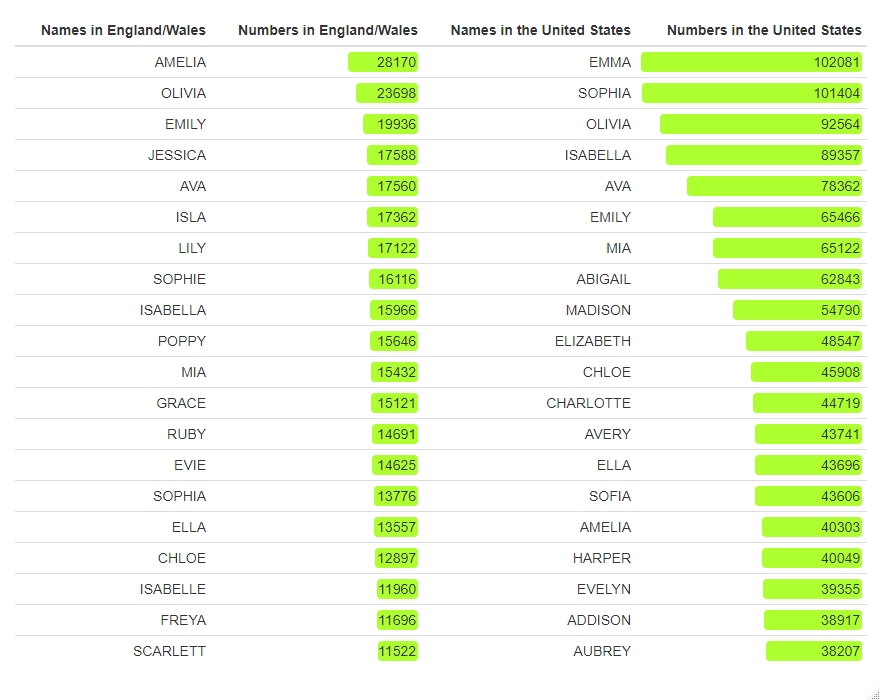 Names in England/Wales Numbers in England/Wales Names in the United States Numbers in the United States
AMELIA 28170 EMMA 102081
OLIVIA 23698 SOPHIA 101404
EMILY 19936 OLIVIA 92564
JESSICA 17588 ISABELLA 89357
AVA 17560 AVA 78362
ISLA 17362 EMILY 65466
LILY 17122 MIA 65122
SOPHIE 16116 ABIGAIL 62843
ISABELLA 15966 MADISON 54790
POPPY 15646 ELIZABETH 48547
MIA 15432 CHLOE 45908
GRACE 15121 CHARLOTTE 44719
RUBY 14691 AVERY 43741
EVIE 14625 ELLA 43696
SOPHIA 13776 SOFIA 43606
ELLA 13557 AMELIA 40303
CHLOE 12897 HARPER 40049
ISABELLE 11960 EVELYN 39355
FREYA 11696 ADDISON 38917
SCARLETT 11522 AUBREY 38207